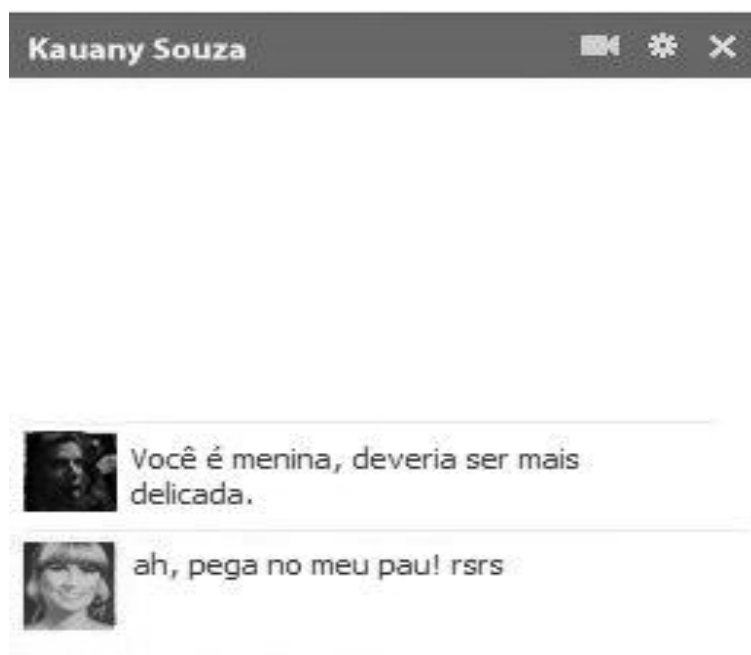 Kauany Souza
Você é menina, deveria ser mais
delicada.
ah, pega no meu pau! rsrs